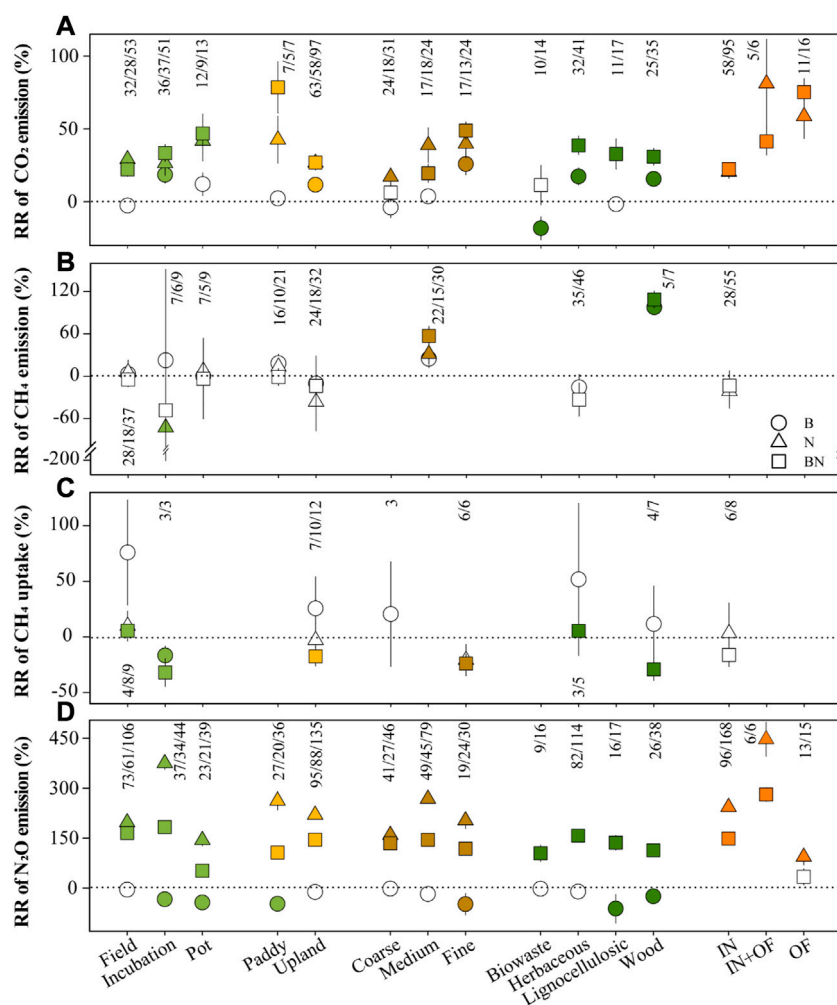 A
RR of CO₂ emission (%)
100
50
0
32/28/53
36/37/51
12/9/13
7/5/7
63/58/97
24/18/31
17/18/24
17/13/24
10/14
32/41
11/17
25/35
58/95
5/6
11/16
B
RR of CH₄ emission (%)
120
60
0
-60
-200
28/18/37
7/6/9
7/5/9
16/10/21
24/18/32
22/15/30
35/46
5/7
28/55
B
N
BN
C
RR of CH₄ uptake (%)
100
50
0
-50
4/8/9
3/3
7/10/12
3
6/6
3/5
4/7
6/8
D
RR of N₂O emission (%)
450
300
150
0
73/61/106
37/34/44
23/21/39
27/20/36
95/88/135
41/27/46
49/45/79
19/24/30
9/16
82/114
16/17
26/38
96/168
6/6
13/15
Field
Incubation
Pot
Paddy
Upland
Coarse
Medium
Fine
Biowaste
Herbaceous
Lignocellulosic
Wood
IN
IN+OF
OF